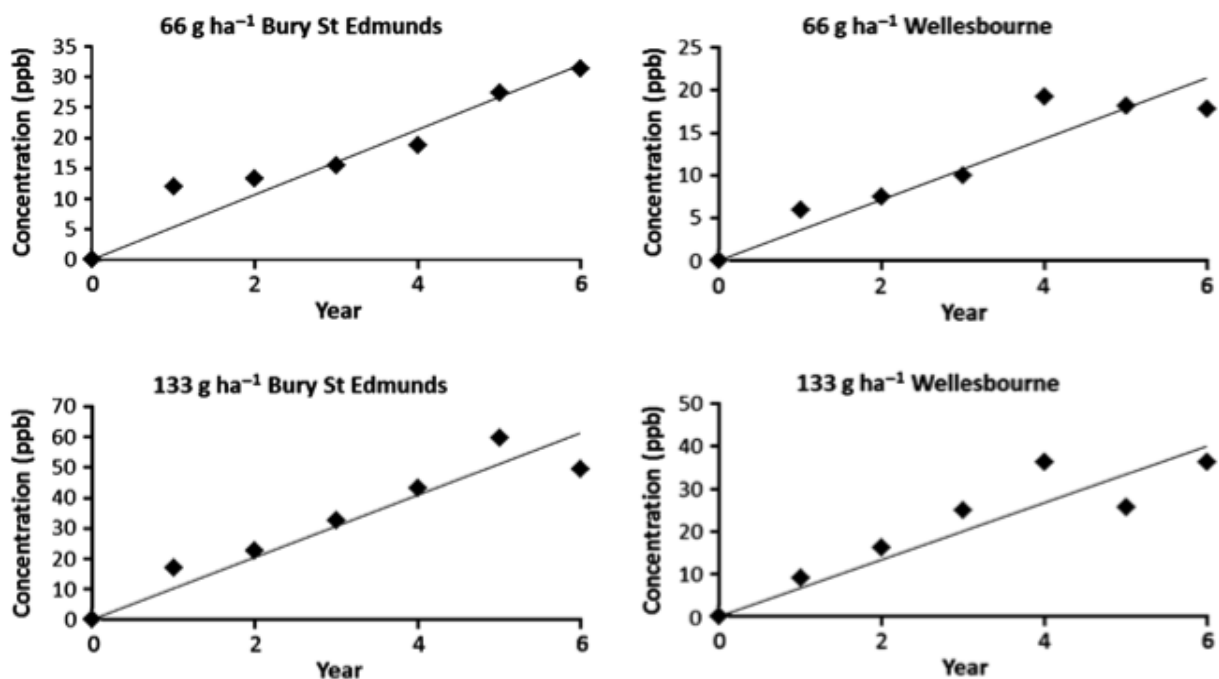 66 g ha⁻¹ Bury St Edmunds
Concentration (ppb)
35
30
25
20
15
10
5
0
0 2 4 6
Year
66 g ha⁻¹ Wellesbourne
Concentration (ppb)
25
20
15
10
5
0
0 2 4 6
Year
133 g ha⁻¹ Bury St Edmunds
Concentration (ppb)
70
60
50
40
30
20
10
0
0 2 4 6
Year
133 g ha⁻¹ Wellesbourne
Concentration (ppb)
50
40
30
20
10
0
0 2 4 6
Year